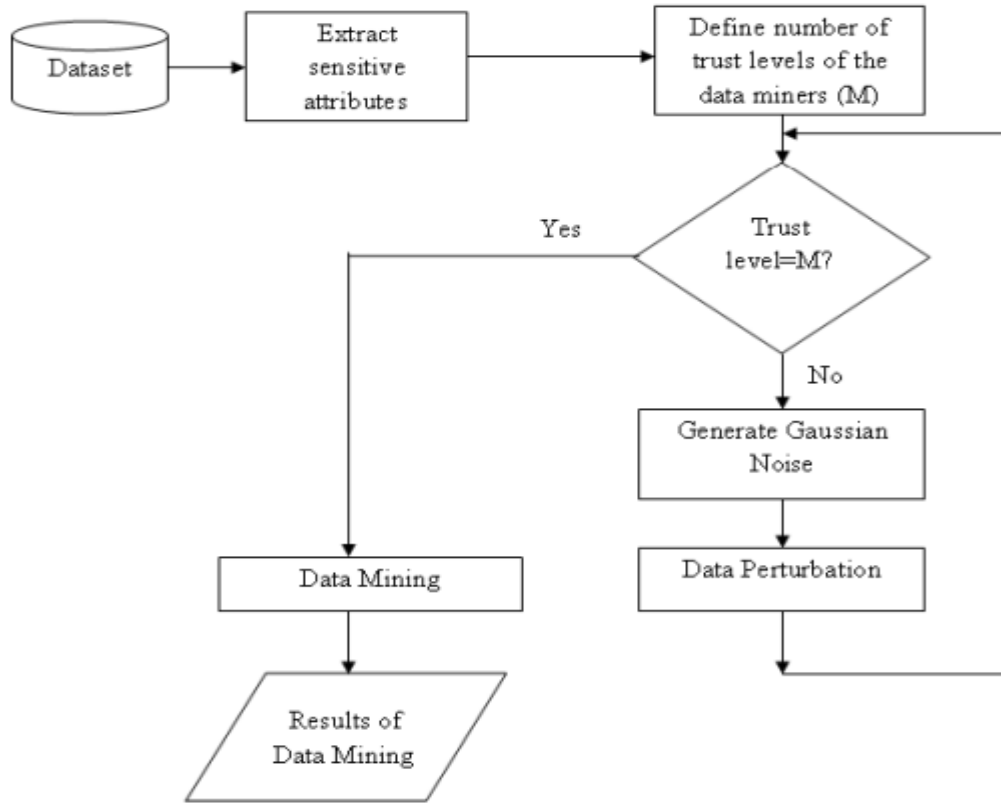 Dataset
Extract
sensitive
attributes
Define number of
trust levels of the
data miners (M)
Trust
level=M?
Yes
No
Generate Gaussian
Noise
Data Perturbation
Data Mining
Results of
Data Mining